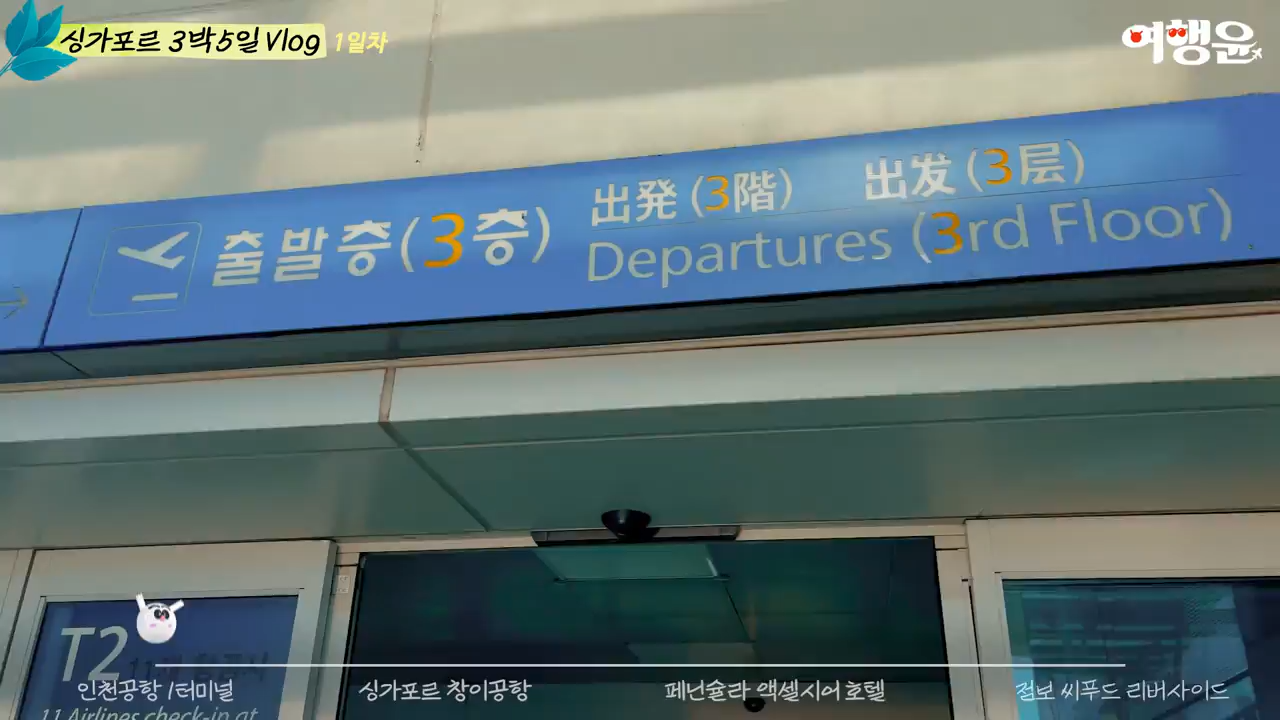 싱가포르 3박5일 Vlog 1일차
여행윤
출발층(3층)
出発 (3階) 出发 (3层)
Departures (3rd Floor)
T2
인천공항 1터미널 싱가포르 창이공항 페닌슐라 액셀시어 호텔 점보 씨푸드 리버사이드
11 Airlines check-in at